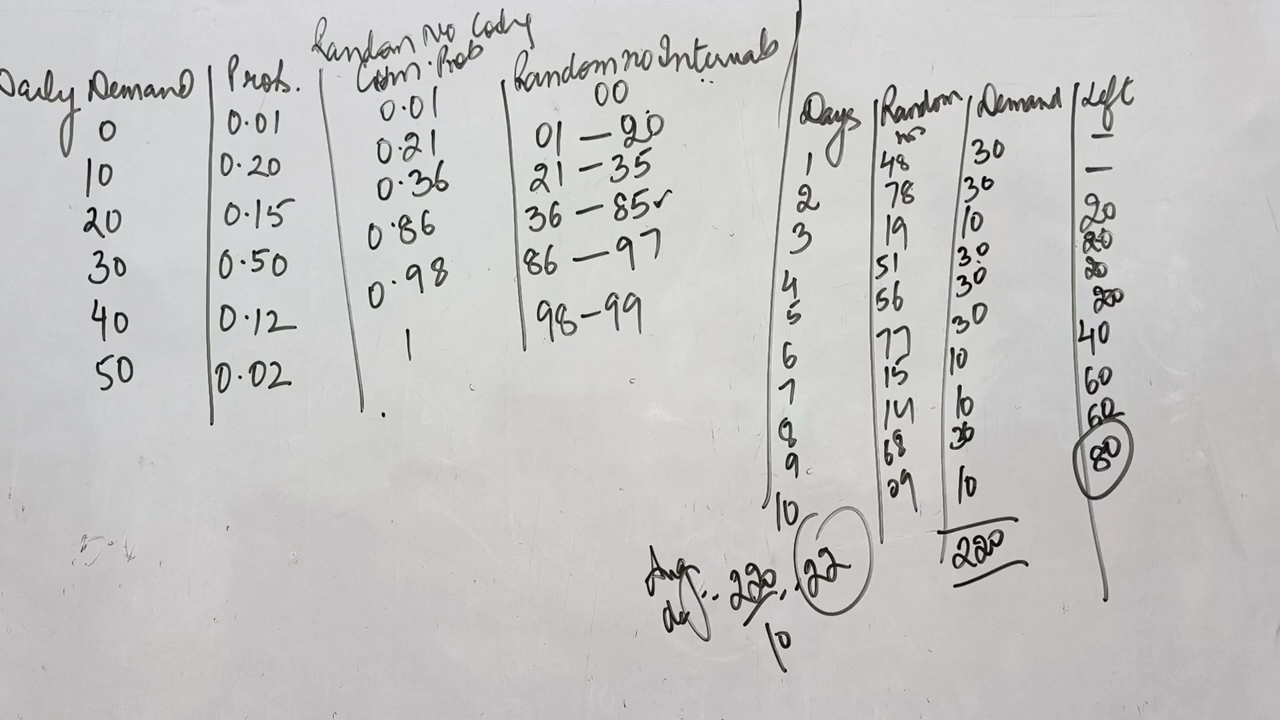 Random No Coding
Daily Demand | Prob. | Cum. Prob | Random no Intervals
0 | 0.01 | 0.01 | 00
10 | 0.20 | 0.21 | 01 – 20
20 | 0.15 | 0.36 | 21 – 35
30 | 0.50 | 0.86 | 36 – 85 ✓
40 | 0.12 | 0.98 | 86 – 97
50 | 0.02 | 1 | 98 – 99
Days | Random no | Demand | Left
1 | 48 | 30 | –
2 | 78 | 30 | –
3 | 19 | 10 | 20
4 | 51 | 30 | 20
5 | 56 | 30 | 20
6 | 77 | 30 | 20
7 | 15 | 10 | 40
8 | 14 | 10 | 60
9 | 68 | 30 | 60
10 | 09 | 10 | 80
220
Avg 220/10 22